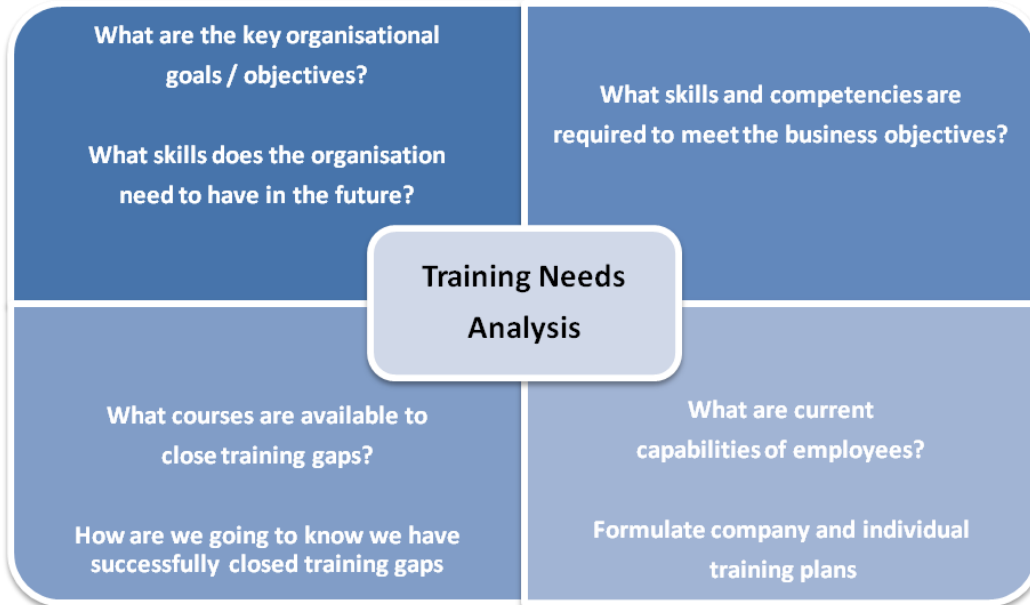 What are the key organisational
goals / objectives?
What skills does the organisation
need to have in the future?
What skills and competencies are
required to meet the business objectives?
Training Needs
Analysis
What courses are available to
close training gaps?
How are we going to know we have
successfully closed training gaps
What are current
capabilities of employees?
Formulate company and individual
training plans